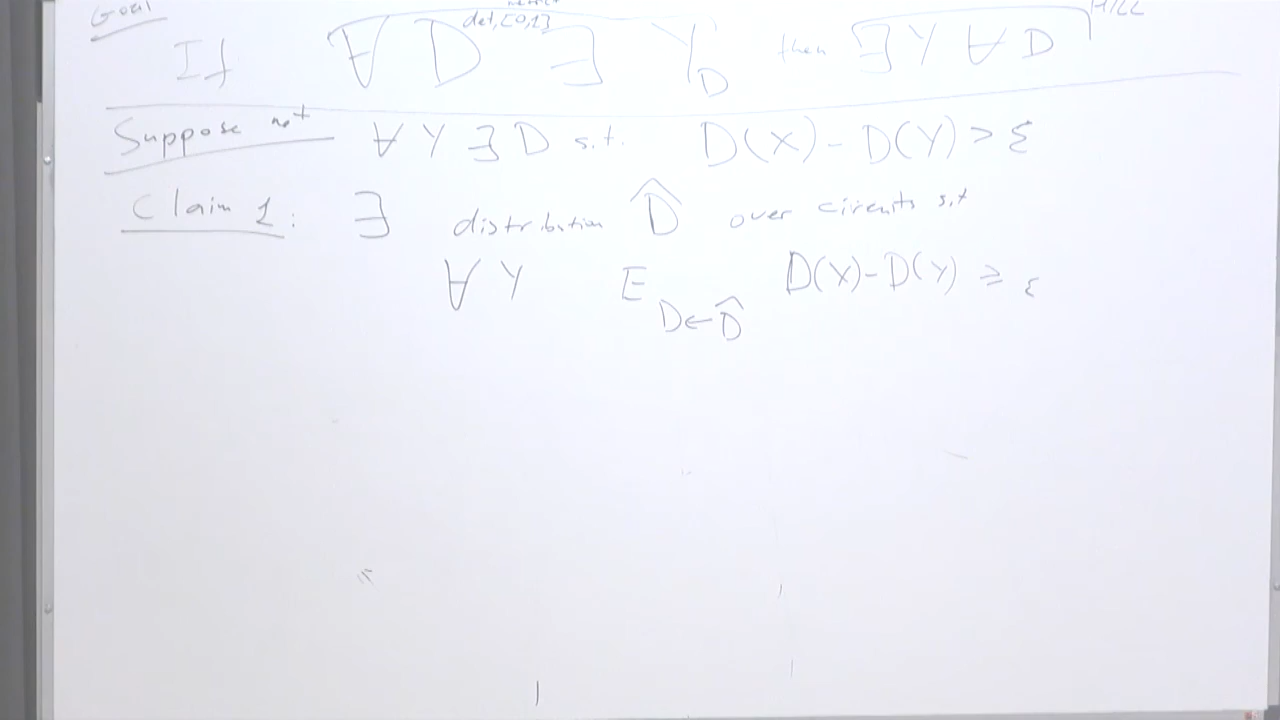 Goal
If ∀ D det,[0,1] ∃ Y_D then ∃ Y ∀ D
Suppose not ∀ Y ∃ D s.t. D(X) - D(Y) > ε
Claim 1: ∃ distribution D̂ over circuits s.t
∀ Y E_{D←D̂} D(X) - D(Y) ≥ ε